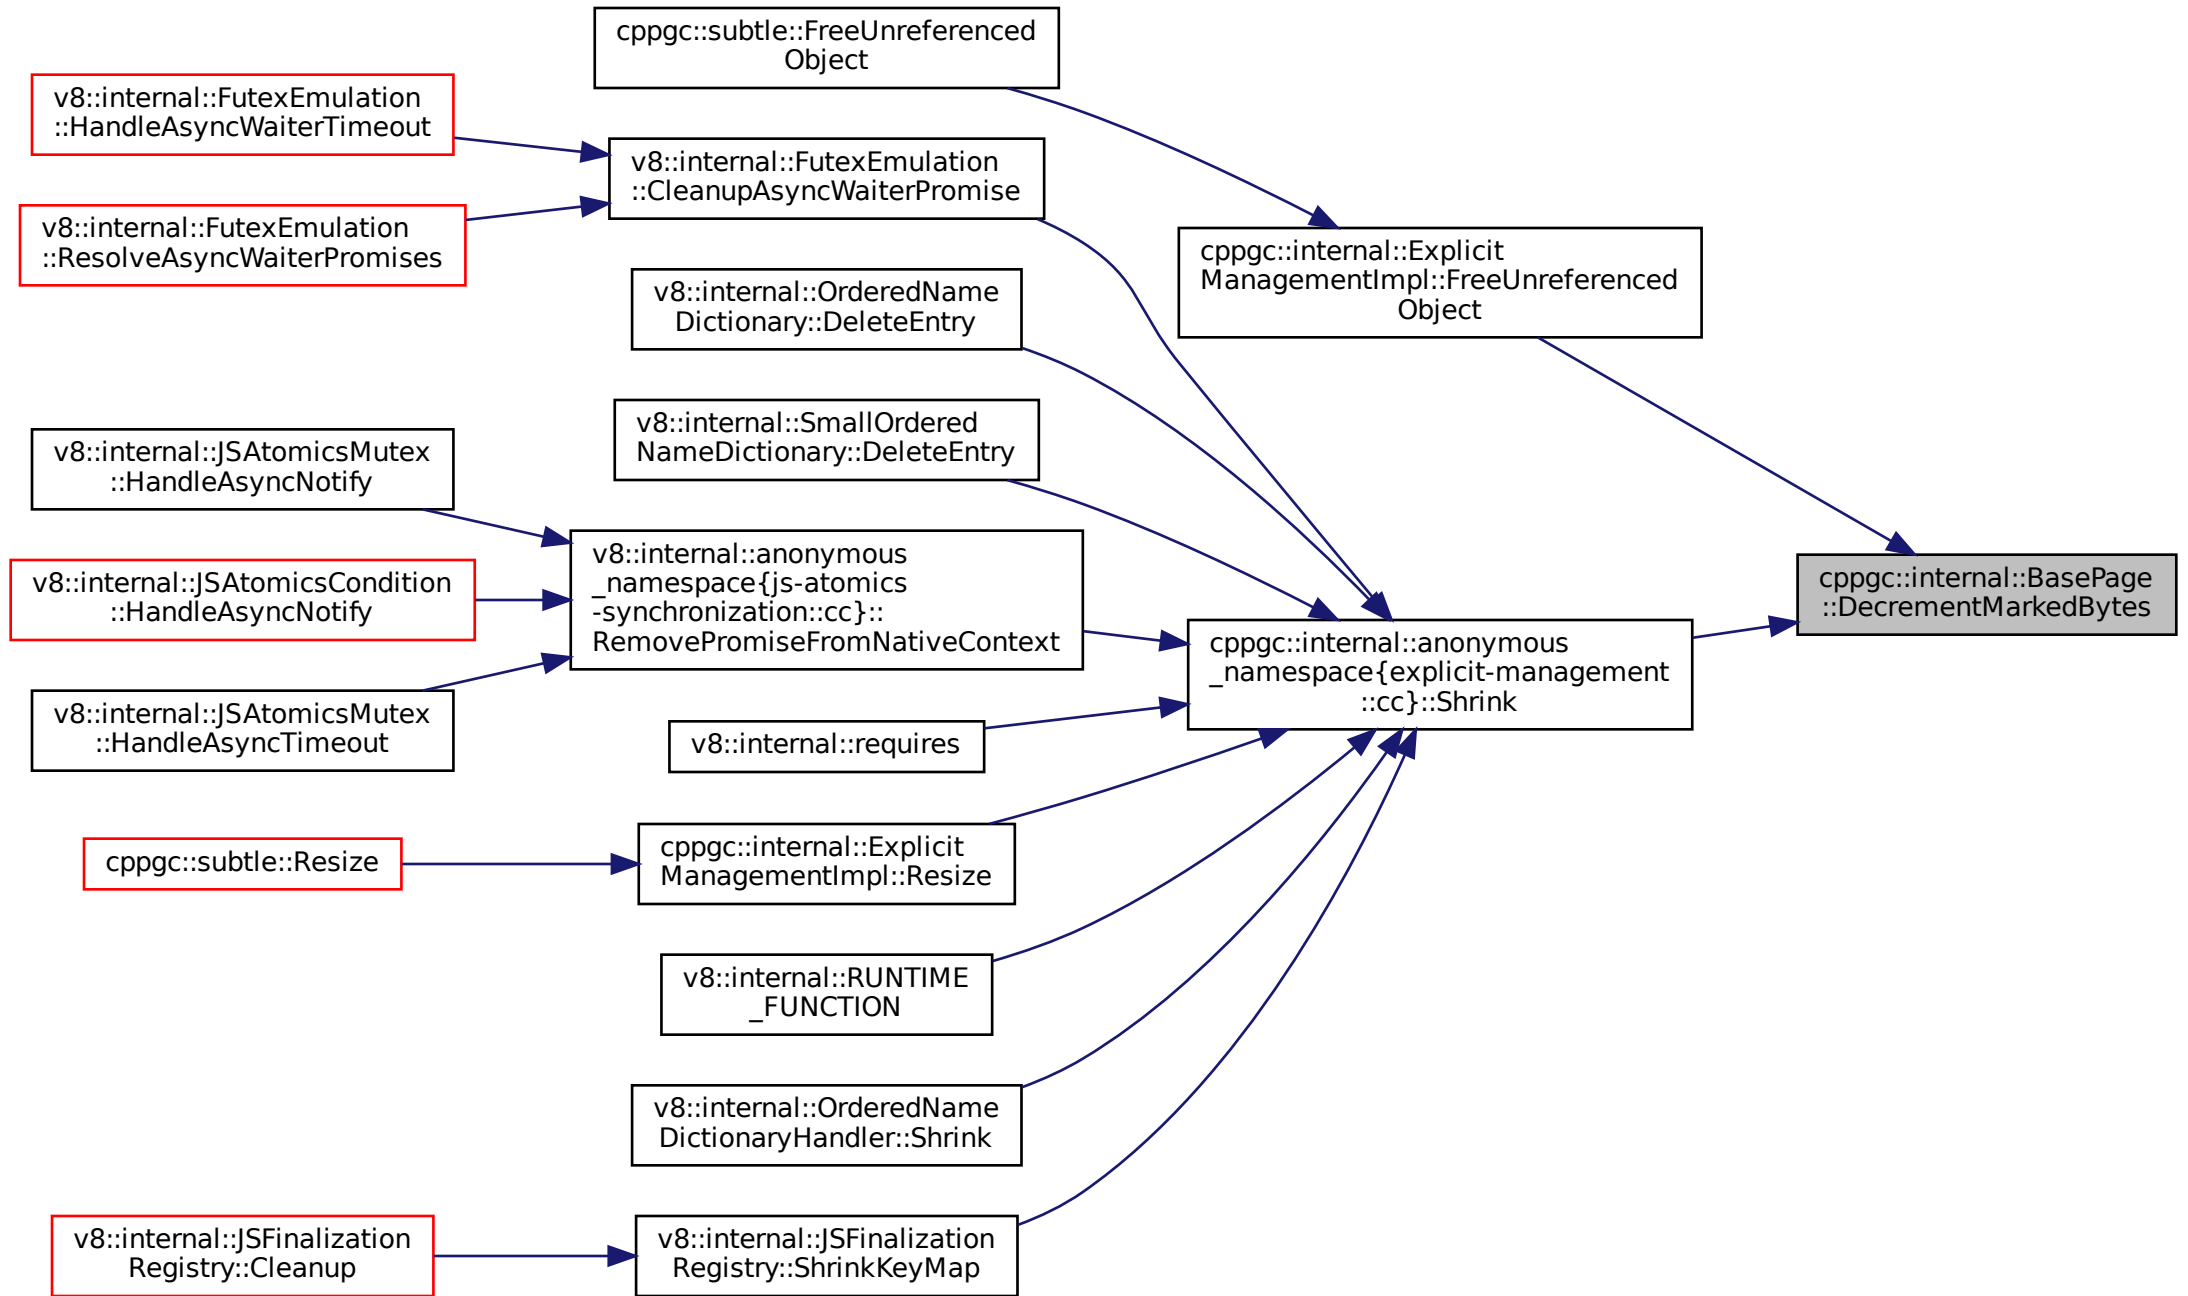 cppgc::subtle::FreeUnreferenced
Object
v8::internal::FutexEmulation
::HandleAsyncWaiterTimeout
v8::internal::FutexEmulation
::CleanupAsyncWaiterPromise
v8::internal::FutexEmulation
::ResolveAsyncWaiterPromises
cppgc::internal::Explicit
ManagementImpl::FreeUnreferenced
Object
v8::internal::OrderedName
Dictionary::DeleteEntry
v8::internal::SmallOrdered
NameDictionary::DeleteEntry
v8::internal::JSAtomicsMutex
::HandleAsyncNotify
v8::internal::anonymous
_namespace{js-atomics
-synchronization::cc}::
RemovePromiseFromNativeContext
v8::internal::JSAtomicsCondition
::HandleAsyncNotify
cppgc::internal::BasePage
::DecrementMarkedBytes
cppgc::internal::anonymous
_namespace{explicit-management
::cc}::Shrink
v8::internal::JSAtomicsMutex
::HandleAsyncTimeout
v8::internal::requires
cppgc::subtle::Resize
cppgc::internal::Explicit
ManagementImpl::Resize
v8::internal::RUNTIME
_FUNCTION
v8::internal::OrderedName
DictionaryHandler::Shrink
v8::internal::JSFinalization
Registry::Cleanup
v8::internal::JSFinalization
Registry::ShrinkKeyMap